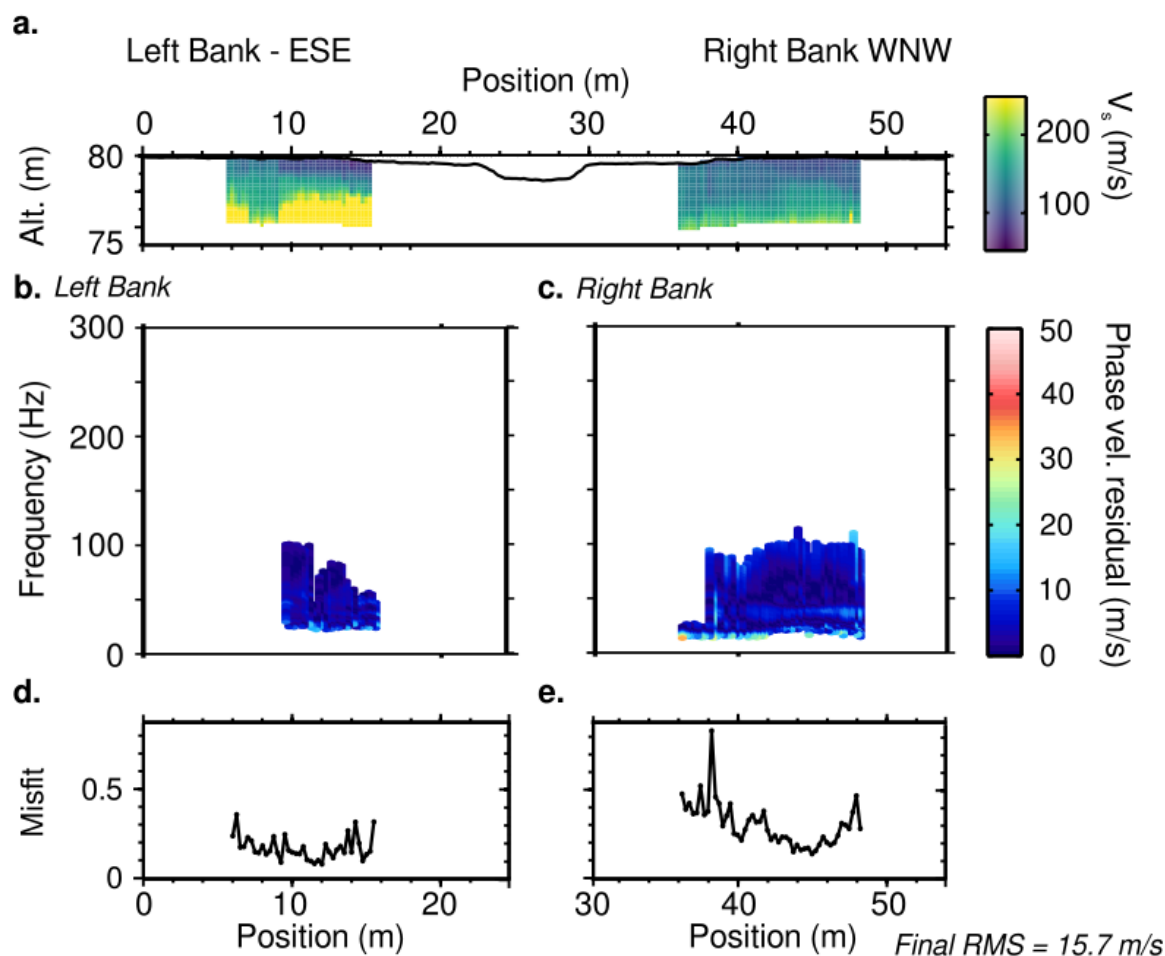 a.
Left Bank - ESE
Right Bank WNW
Position (m)
0 10 20 30 40 50
80
75
Alt. (m)
200
100
V s (m/s)
b. Left Bank
c. Right Bank
300
200
100
0
Frequency (Hz)
50
40
30
20
10
0
Phase vel. residual (m/s)
d.
e.
0.5
0
Misfit
0 10 20
30 40 50
Position (m)
Position (m)
Final RMS = 15.7 m/s